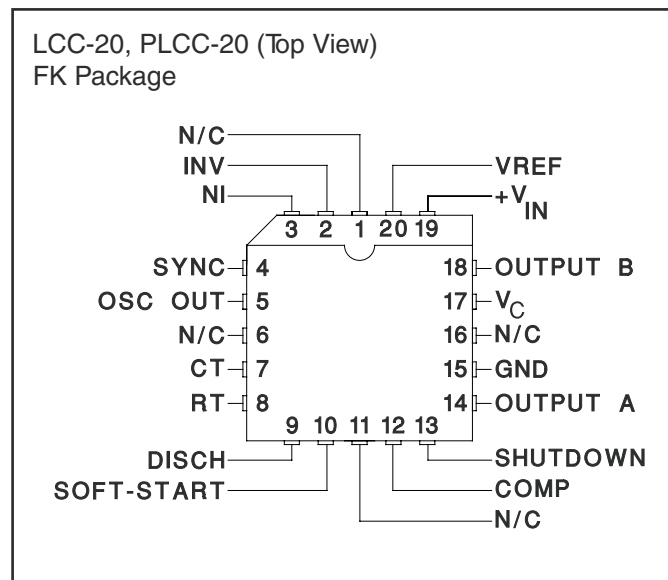 LCC-20, PLCC-20 (Top View)
FK Package
N/C
INV
NI
VREF
+VIN
3 2 1 20 19
SYNC 4
OSC OUT 5
N/C 6
CT 7
RT 8
18 OUTPUT B
17 VC
16 N/C
15 GND
14 OUTPUT A
9 10 11 12 13
DISCH
SOFT-START
SHUTDOWN
COMP
N/C